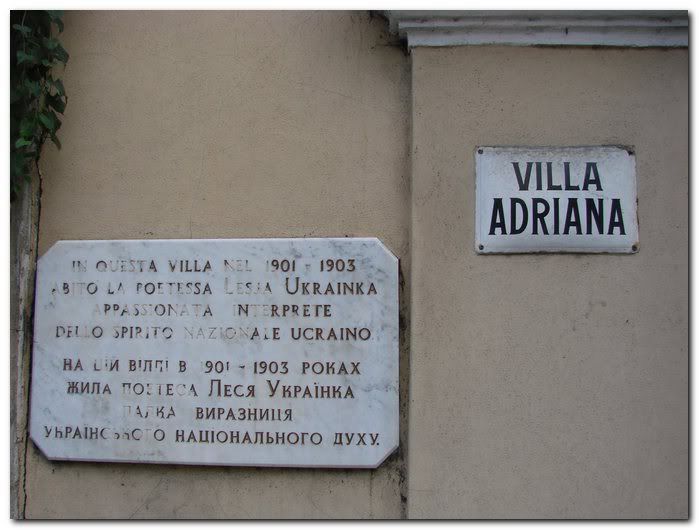 IN QUESTA VILLA NEL 1901 - 1903
ABITO LA POETESSA LESJA UKRAINKA
APPASSIONATA INTERPRETE
DELLO SPIRITO NAZIONALE UCRAINO.
НА ЦІЙ ВІЛЛІ В 1901 - 1903 РОКАХ
ЖИЛА ПОЕТЕСА ЛЕСЯ УКРАЇНКА
ПАЛКА ВИРАЗНИЦЯ
УКРАЇНСЬКОГО НАЦІОНАЛЬНОГО ДУХУ.
VILLA
ADRIANA